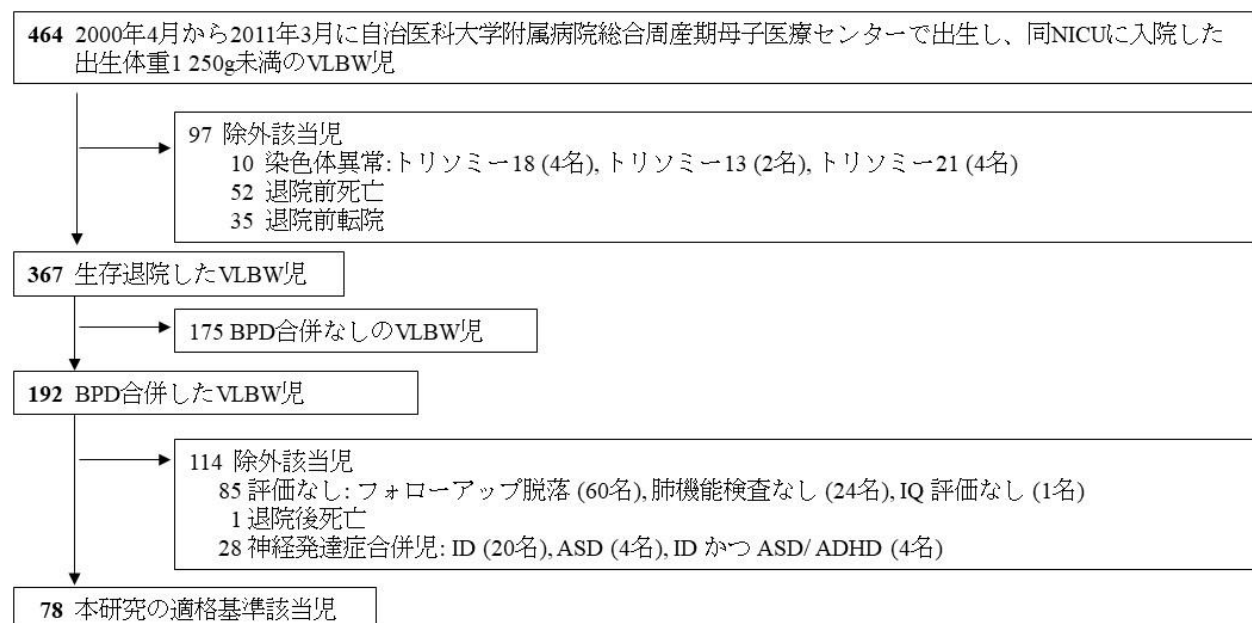 464 2000年4月から2011年3月に自治医科大学附属病院総合周産期母子医療センターで出生し、同NICUに入院した
出生体重1 250g未満のVLBW児
97 除外該当児
10 染色体異常:トリソミー18 (4名), トリソミー13 (2名), トリソミー21 (4名)
52 退院前死亡
35 退院前転院
367 生存退院したVLBW児
175 BPD合併なしのVLBW児
192 BPD合併したVLBW児
114 除外該当児
85 評価なし: フォローアップ脱落 (60名), 肺機能検査なし (24名), IQ 評価なし (1名)
1 退院後死亡
28 神経発達症合併児: ID (20名), ASD (4名), ID かつ ASD/ ADHD (4名)
78 本研究の適格基準該当児